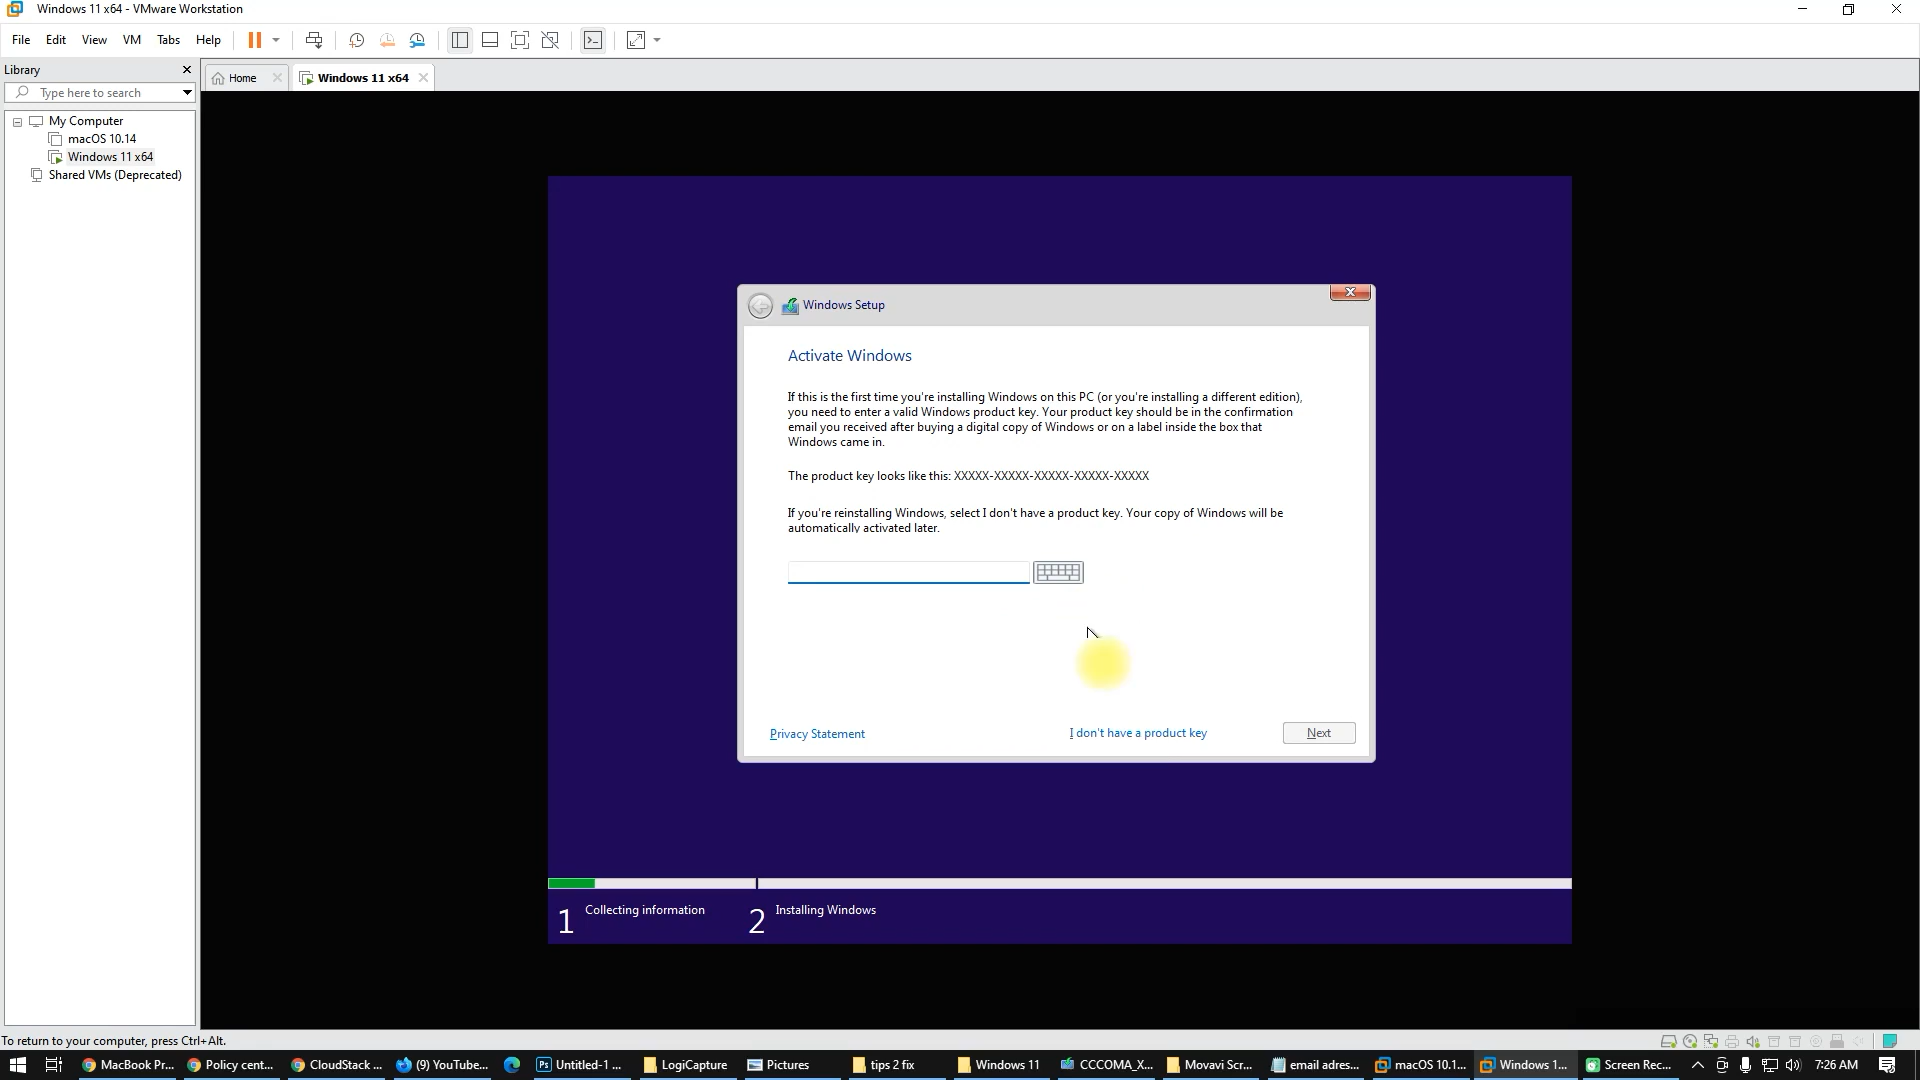 Windows 11 x64 - VMware Workstation
File Edit View VM Tabs Help
Library
Home
Windows 11 x64
Type here to search
My Computer
macOS 10.14
Windows 11 x64
Shared VMs (Deprecated)
Windows Setup
Activate Windows
If this is the first time you're installing Windows on this PC (or you're installing a different edition),
you need to enter a valid Windows product key. Your product key should be in the confirmation
email you received after buying a digital copy of Windows or on a label inside the box that
Windows came in.
The product key looks like this: XXXXX-XXXXX-XXXXX-XXXXX-XXXXX
If you're reinstalling Windows, select I don't have a product key. Your copy of Windows will be
automatically activated later.
Privacy Statement
I don't have a product key
Next
1 Collecting information
2 Installing Windows
To return to your computer, press Ctrl+Alt.
MacBook Pr... Policy cent... CloudStack ... (9) YouTube... Ps Untitled-1 ... LogiCapture Pictures tips 2 fix Windows 11 CCCOMA_X... Movavi Scr... email adres... macOS 10.1... Windows 1... Screen Rec... 7:26 AM